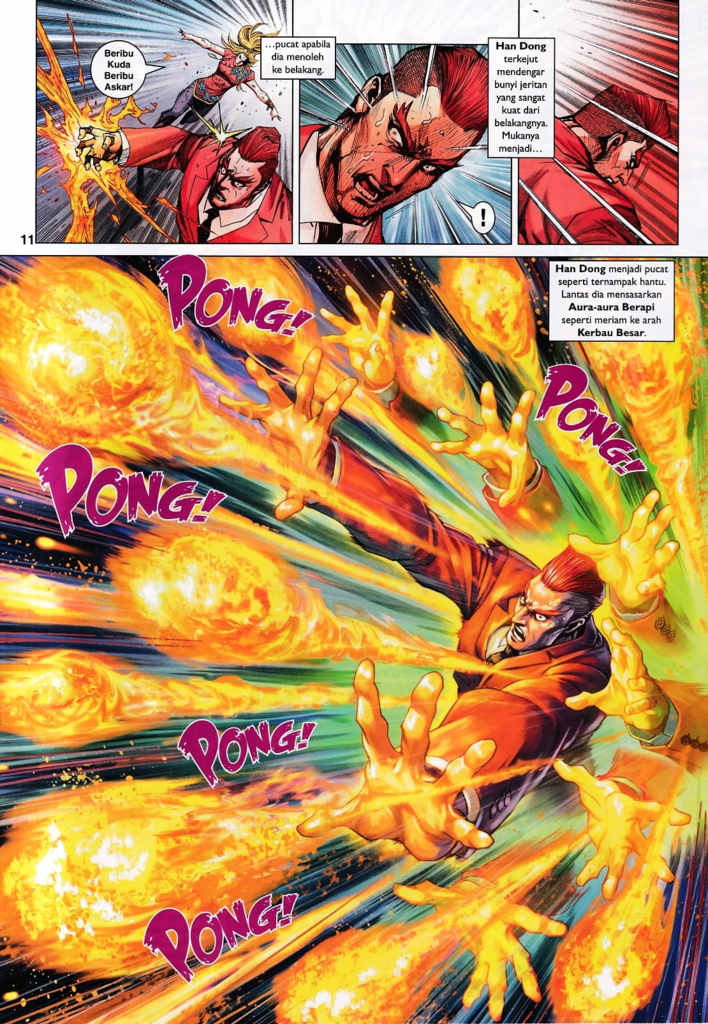 Han Dong
terkejut
mendengar
bunyi jeritan
yang sangat
kuat dari
belakangnya.
Mukanya
menjadi…
…pucat apabila
dia menoleh
ke belakang.
!
Beribu
Kuda
Beribu
Askar!
11
Han Dong menjadi pucat
seperti ternampak hantu.
Lantas dia mensasarkan
Aura-aura Berapi
seperti meriam ke arah
Kerbau Besar.
PONG!
PONG!
PONG!
PONG!
PONG!